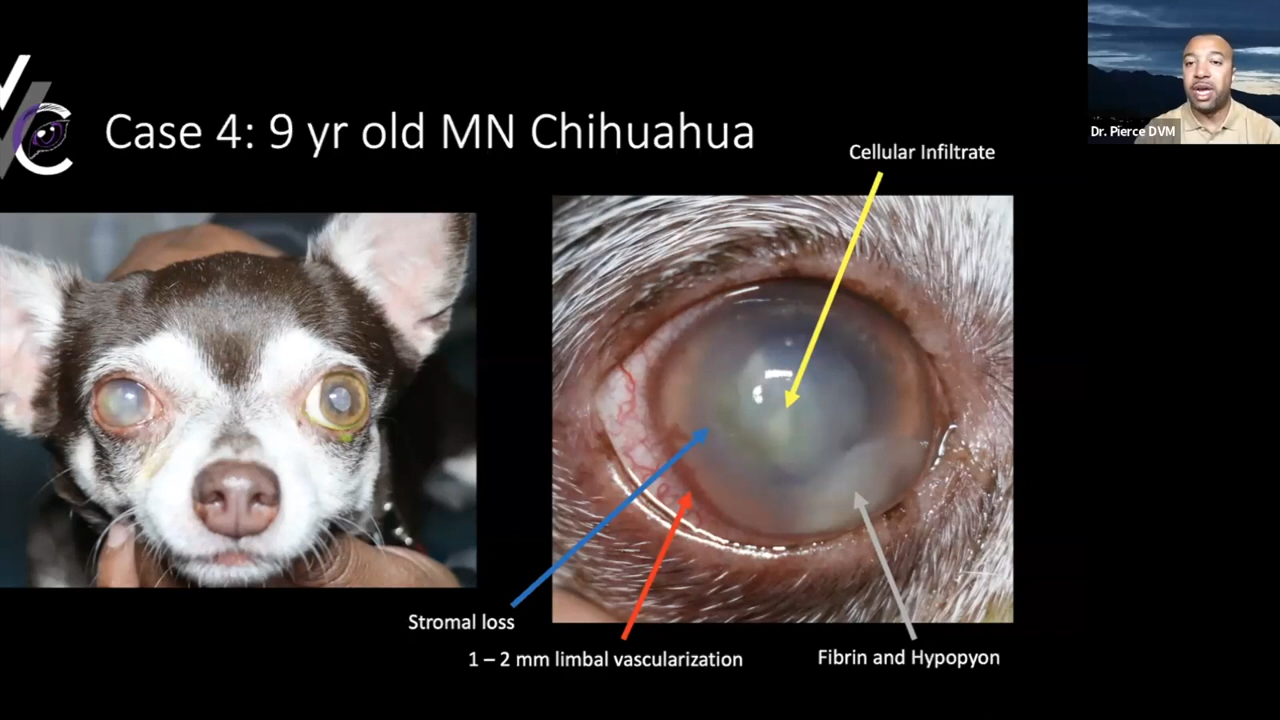 Case 4: 9 yr old MN Chihuahua
Dr. Pierce DVM
Cellular Infiltrate
Stromal loss
1 – 2 mm limbal vascularization
Fibrin and Hypopyon